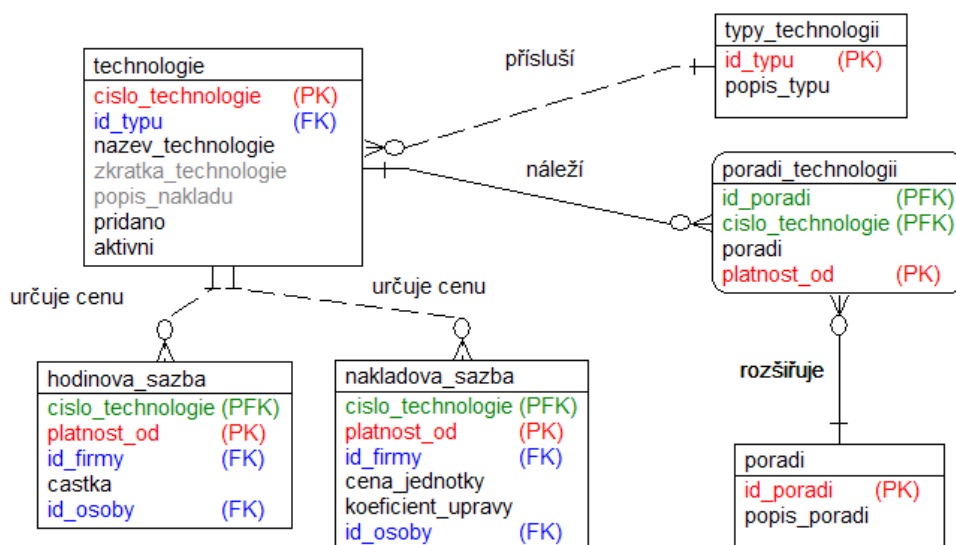 technologie
cislo_technologie (PK)
id_typu (FK)
nazev_technologie
zkratka_technologie
popis_nakladu
pridano
aktivni
přísluší
typy_technologii
id_typu (PK)
popis_typu
náleží
poradi_technologii
id_poradi (PFK)
cislo_technologie (PFK)
poradi
platnost_od (PK)
určuje cenu
určuje cenu
hodinova_sazba
cislo_technologie (PFK)
platnost_od (PK)
id_firmy (FK)
castka
id_osoby (FK)
nakladova_sazba
cislo_technologie (PFK)
platnost_od (PK)
id_firmy (FK)
cena_jednotky
koeficient_upravy
id_osoby (FK)
rozšiřuje
poradi
id_poradi (PK)
popis_poradi